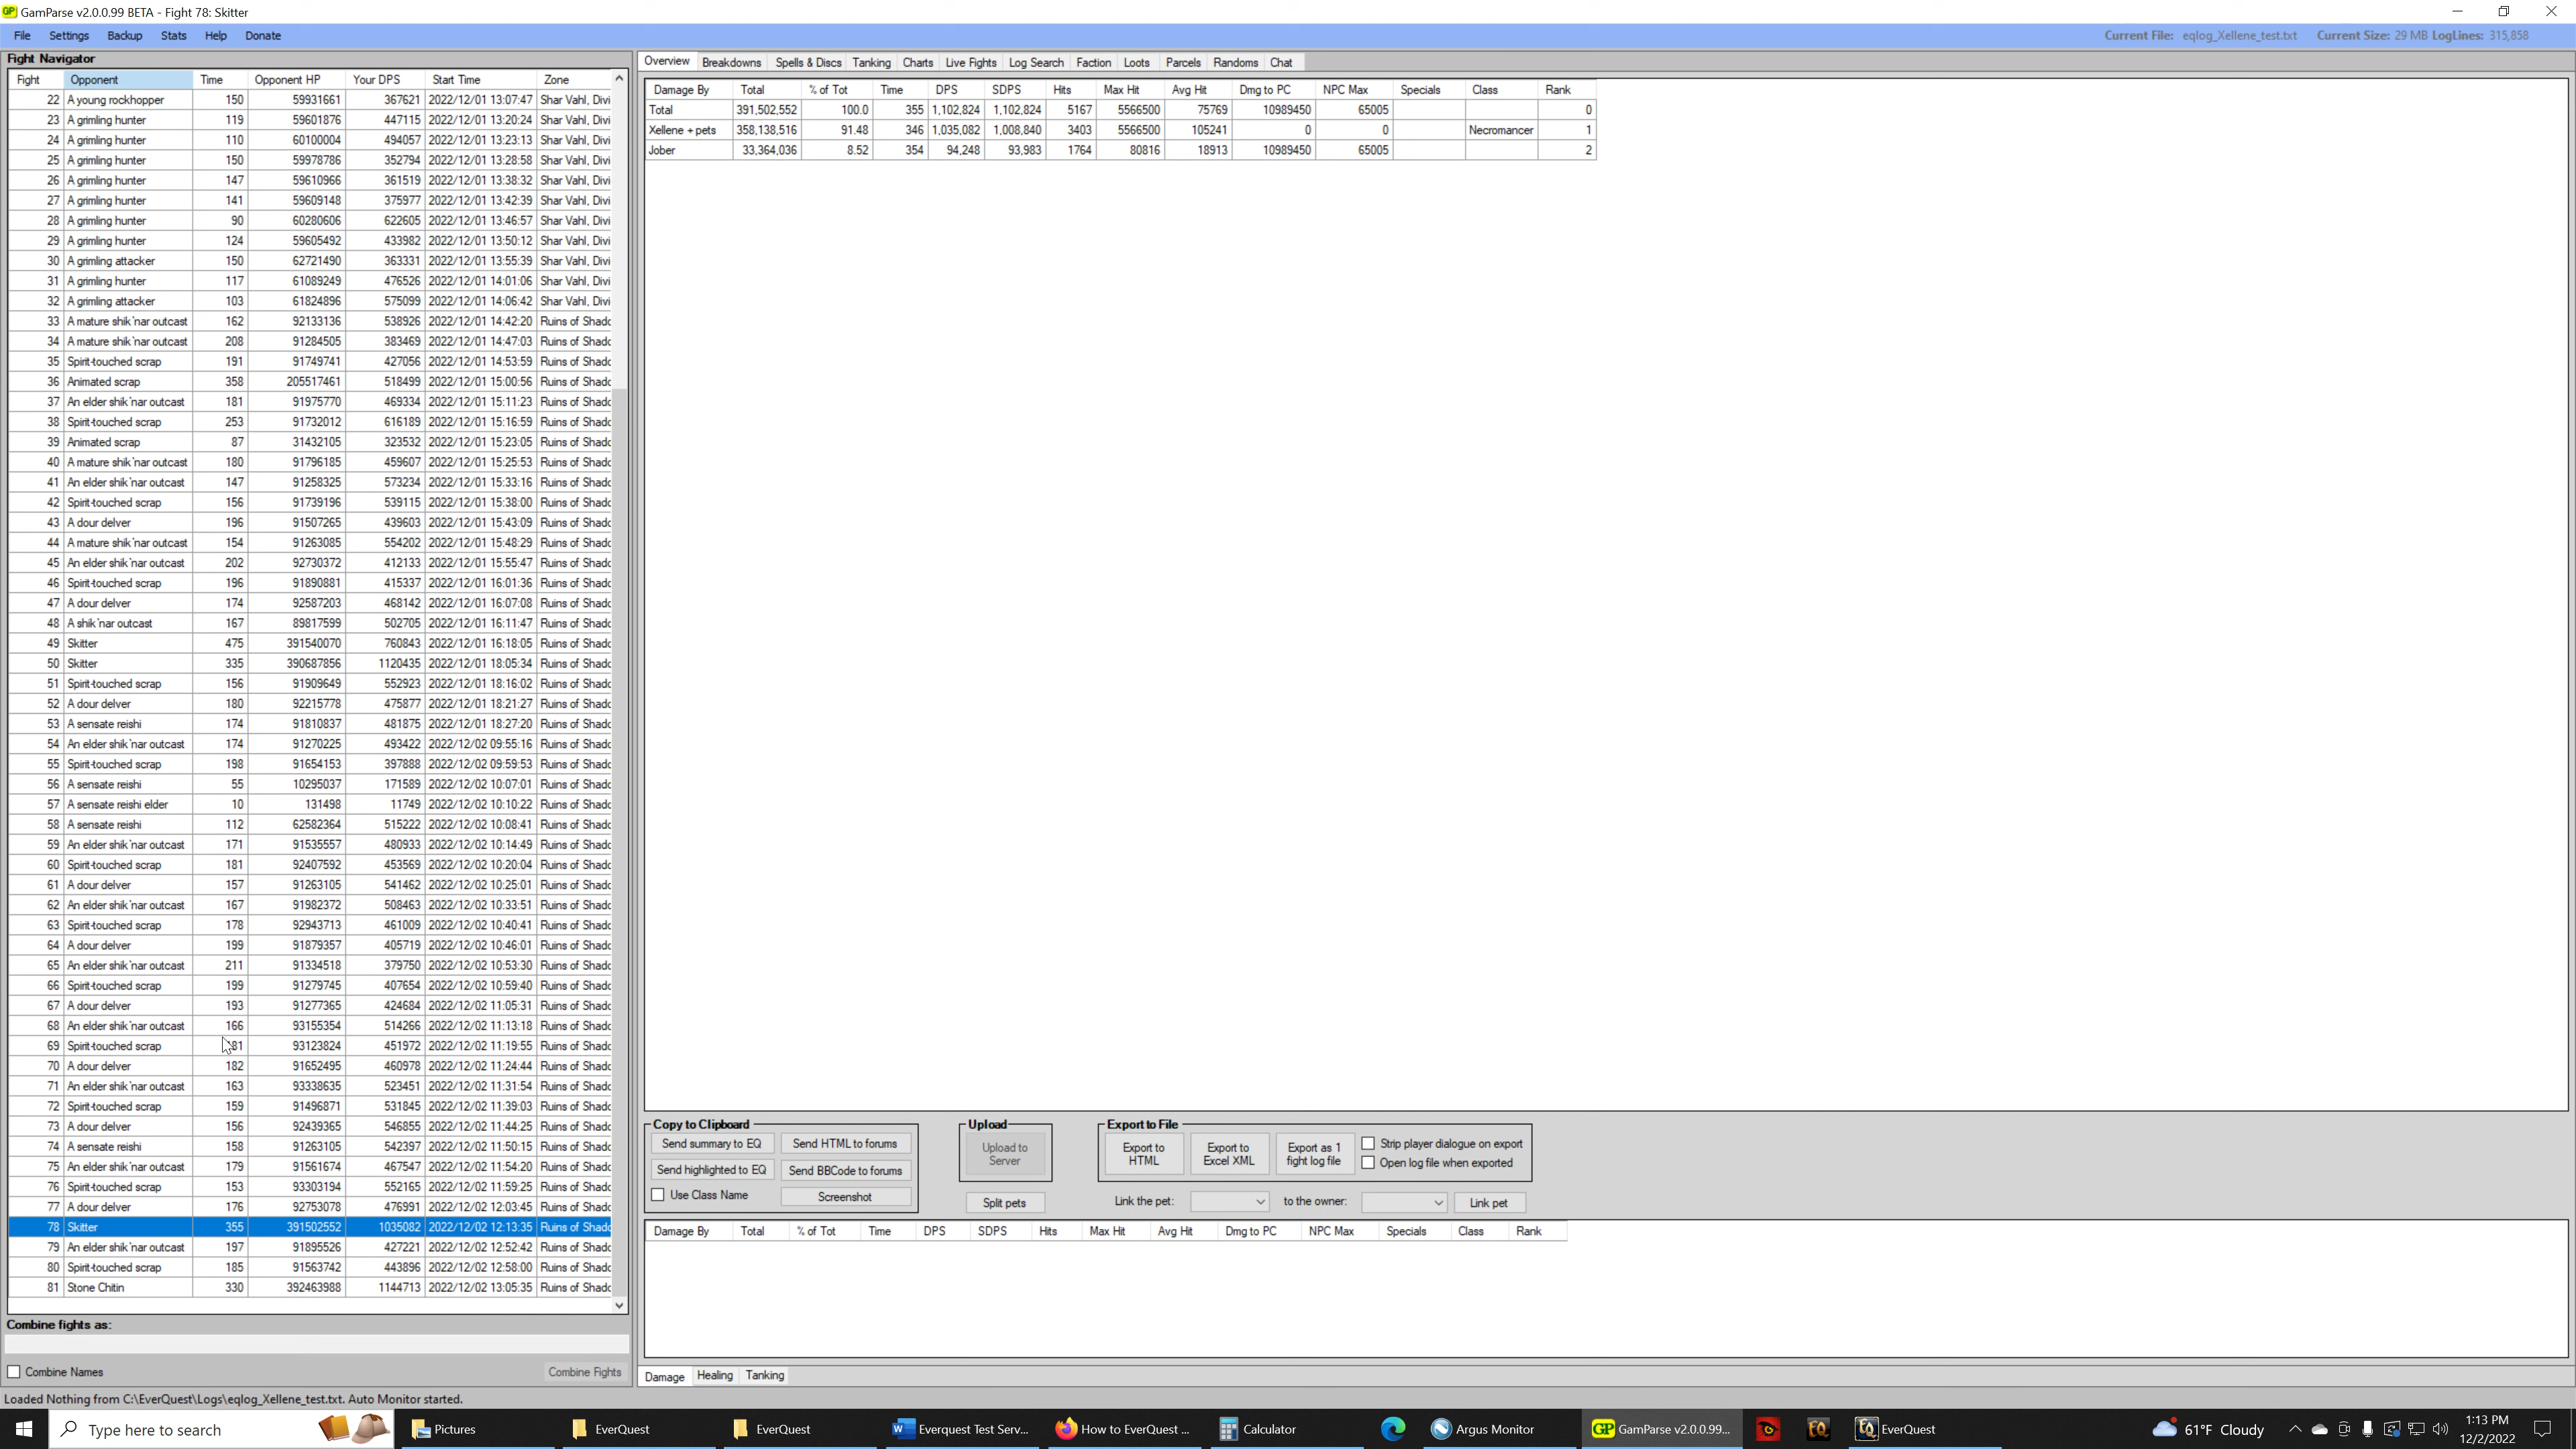 GamParse v2.0.0.99 BETA - Fight 78: Skitter
File Settings Backup Stats Help Donate Current File: eqlog_Xellene_test.txt Current Size: 29 MB LogLines: 315,858
Fight Navigator
Fight Opponent Time Opponent HP Your DPS Start Time Zone
22 A young rockhopper 150 59931661 367621 2022/12/01 13:07:47 Shar Vahl, Divi
23 A grimling hunter 119 59601876 447115 2022/12/01 13:20:24 Shar Vahl, Divi
24 A grimling hunter 110 60100004 494057 2022/12/01 13:23:13 Shar Vahl, Divi
25 A grimling hunter 150 59978786 352794 2022/12/01 13:28:58 Shar Vahl, Divi
26 A grimling hunter 147 59610966 361519 2022/12/01 13:38:32 Shar Vahl, Divi
27 A grimling hunter 141 59609148 375977 2022/12/01 13:42:39 Shar Vahl, Divi
28 A grimling hunter 90 60280606 622605 2022/12/01 13:46:57 Shar Vahl, Divi
29 A grimling hunter 124 59605492 433982 2022/12/01 13:50:12 Shar Vahl, Divi
30 A grimling attacker 150 62721490 363331 2022/12/01 13:55:39 Shar Vahl, Divi
31 A grimling hunter 117 61089249 476526 2022/12/01 14:01:06 Shar Vahl, Divi
32 A grimling attacker 103 61824896 575099 2022/12/01 14:06:42 Shar Vahl, Divi
33 A mature shik'nar outcast 162 92133136 538926 2022/12/01 14:42:20 Ruins of Shadc
34 A mature shik'nar outcast 208 91284505 383469 2022/12/01 14:47:03 Ruins of Shadc
35 Spirit-touched scrap 191 91749741 427056 2022/12/01 14:53:59 Ruins of Shadc
36 Animated scrap 358 205517461 518499 2022/12/01 15:00:56 Ruins of Shadc
37 An elder shik'nar outcast 181 91975770 469334 2022/12/01 15:11:23 Ruins of Shadc
38 Spirit-touched scrap 253 91732012 616189 2022/12/01 15:16:59 Ruins of Shadc
39 Animated scrap 87 31432105 323532 2022/12/01 15:23:05 Ruins of Shadc
40 A mature shik'nar outcast 180 91796185 459607 2022/12/01 15:25:53 Ruins of Shadc
41 An elder shik'nar outcast 147 91258325 573234 2022/12/01 15:33:16 Ruins of Shadc
42 Spirit-touched scrap 156 91739196 539115 2022/12/01 15:38:00 Ruins of Shadc
43 A dour delver 196 91507265 439603 2022/12/01 15:43:09 Ruins of Shadc
44 A mature shik'nar outcast 154 91263085 554202 2022/12/01 15:48:29 Ruins of Shadc
45 An elder shik'nar outcast 202 92730372 412133 2022/12/01 15:55:47 Ruins of Shadc
46 Spirit-touched scrap 196 91890881 415337 2022/12/01 16:01:36 Ruins of Shadc
47 A dour delver 174 92587203 468142 2022/12/01 16:07:08 Ruins of Shadc
48 A shik'nar outcast 167 89817599 502705 2022/12/01 16:11:47 Ruins of Shadc
49 Skitter 475 391540070 760843 2022/12/01 16:18:05 Ruins of Shadc
50 Skitter 335 390687856 1120435 2022/12/01 18:05:34 Ruins of Shadc
51 Spirit-touched scrap 156 91909649 552923 2022/12/01 18:16:02 Ruins of Shadc
52 A dour delver 180 92215778 475877 2022/12/01 18:21:27 Ruins of Shadc
53 A sensate reishi 174 91810837 481875 2022/12/01 18:27:20 Ruins of Shadc
54 An elder shik'nar outcast 174 91270225 493422 2022/12/02 09:55:16 Ruins of Shadc
55 Spirit-touched scrap 198 91654153 397888 2022/12/02 09:59:53 Ruins of Shadc
56 A sensate reishi 55 10295037 171589 2022/12/02 10:07:01 Ruins of Shadc
57 A sensate reishi elder 10 131498 11749 2022/12/02 10:10:22 Ruins of Shadc
58 A sensate reishi 112 62582364 515222 2022/12/02 10:08:41 Ruins of Shadc
59 An elder shik'nar outcast 171 91535557 480933 2022/12/02 10:14:49 Ruins of Shadc
60 Spirit-touched scrap 181 92407592 453569 2022/12/02 10:20:04 Ruins of Shadc
61 A dour delver 157 91263105 541462 2022/12/02 10:25:01 Ruins of Shadc
62 An elder shik'nar outcast 167 91982372 508463 2022/12/02 10:33:51 Ruins of Shadc
63 Spirit-touched scrap 178 92943713 461009 2022/12/02 10:40:41 Ruins of Shadc
64 A dour delver 199 91879357 405719 2022/12/02 10:46:01 Ruins of Shadc
65 An elder shik'nar outcast 211 91334518 379750 2022/12/02 10:53:30 Ruins of Shadc
66 Spirit-touched scrap 199 91279745 407654 2022/12/02 10:59:40 Ruins of Shadc
67 A dour delver 193 91277365 424684 2022/12/02 11:05:31 Ruins of Shadc
68 An elder shik'nar outcast 166 93155354 514266 2022/12/02 11:13:18 Ruins of Shadc
69 Spirit-touched scrap 93123824 451972 2022/12/02 11:19:55 Ruins of Shadc
70 A dour delver 182 91652495 460978 2022/12/02 11:24:44 Ruins of Shadc
71 An elder shik'nar outcast 163 93338635 523451 2022/12/02 11:31:54 Ruins of Shadc
72 Spirit-touched scrap 159 91496871 531845 2022/12/02 11:39:03 Ruins of Shadc
73 A dour delver 156 92439365 546855 2022/12/02 11:44:25 Ruins of Shadc
74 A sensate reishi 158 91263105 542397 2022/12/02 11:50:15 Ruins of Shadc
75 An elder shik'nar outcast 179 91561674 467547 2022/12/02 11:54:20 Ruins of Shadc
76 Spirit-touched scrap 153 93303194 552165 2022/12/02 11:59:25 Ruins of Shadc
77 A dour delver 176 92753078 476991 2022/12/02 12:03:45 Ruins of Shadc
78 Skitter 355 391502552 1035082 2022/12/02 12:13:35 Ruins of Shadc
79 An elder shik'nar outcast 197 91895526 427221 2022/12/02 12:52:42 Ruins of Shadc
80 Spirit-touched scrap 185 91563742 443896 2022/12/02 12:58:00 Ruins of Shadc
81 Stone Chitin 330 392463988 1144713 2022/12/02 13:05:35 Ruins of Shadc
Combine fights as:
Combine Names Combine Fights
Overview Breakdowns Spells & Discs Tanking Charts Live Fights Log Search Faction Loots Parcels Randoms Chat
Damage By Total % of Tot Time DPS SDPS Hits Max Hit Avg Hit Dmg to PC NPC Max Specials Class Rank
Total 391,502,552 100.0 355 1,102,824 1,102,824 5167 5566500 75769 10989450 65005 0
Xellene + pets 358,138,516 91.48 346 1,035,082 1,008,840 3403 5566500 105241 0 0 Necromancer 1
Jober 33,364,036 8.52 354 94,248 93,983 1764 80816 18913 10989450 65005 2
Copy to Clipboard Upload Export to File
Send summary to EQ Send HTML to forums Upload to Server Export to HTML Export to Excel XML Export as 1 fight log file Strip player dialogue on export
Send highlighted to EQ Send BBCode to forums Open log file when exported
Use Class Name Screenshot Split pets Link the pet: to the owner: Link pet
Damage By Total % of Tot Time DPS SDPS Hits Max Hit Avg Hit Dmg to PC NPC Max Specials Class Rank
Damage Healing Tanking
Loaded Nothing from C:\EverQuest\Logs\eqlog_Xellene_test.txt. Auto Monitor started.
Type here to search Pictures EverQuest EverQuest Everquest Test Serv... How to EverQuest ... Calculator Argus Monitor GamParse v2.0.0.99... EverQuest 61°F Cloudy 1:13 PM
12/2/2022